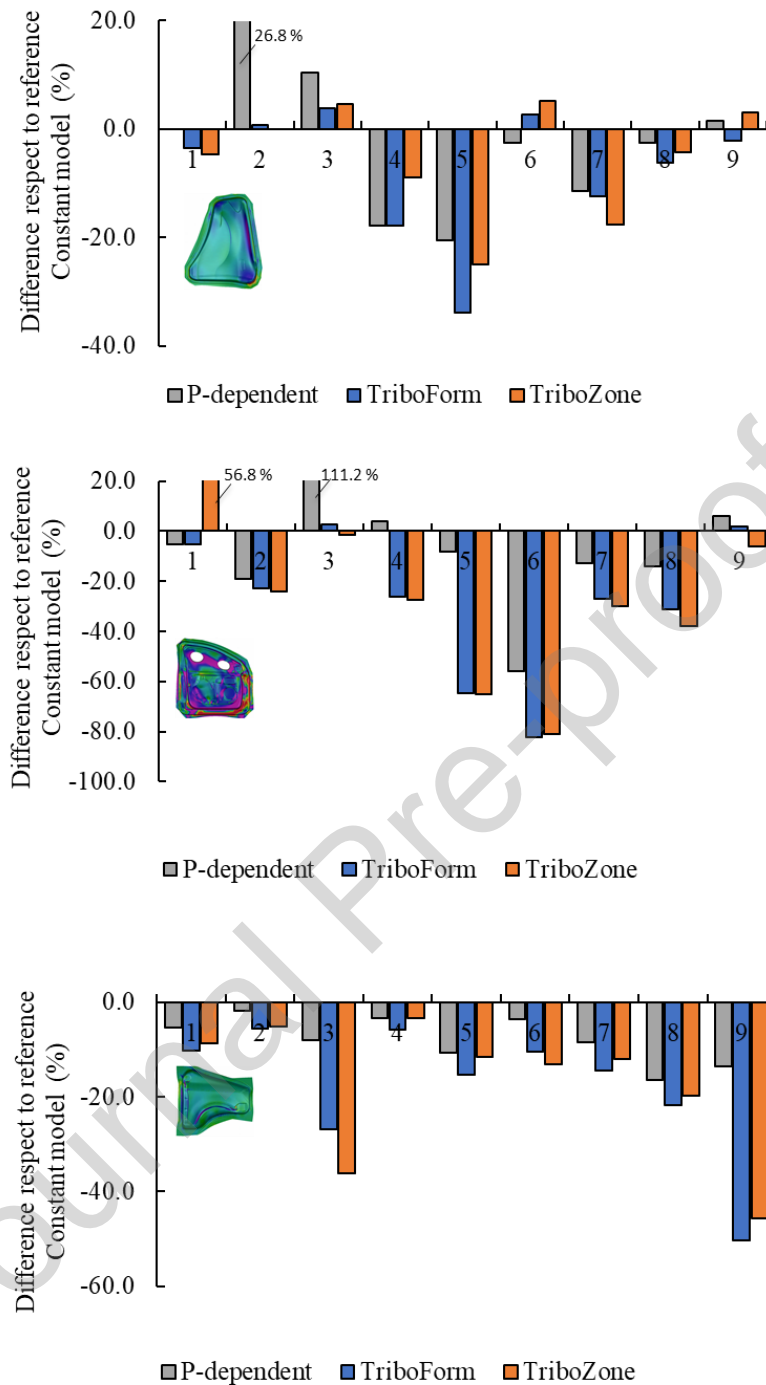 Difference respect to reference
Constant model (%)
20.0
0.0
-20.0
-40.0
26.8 %
1
2
3
4
5
6
7
8
9
P-dependent
TriboForm
TriboZone
Difference respect to reference
Constant model (%)
20.0
0.0
-20.0
-40.0
-60.0
-80.0
-100.0
56.8 %
111.2 %
1
2
3
4
5
6
7
8
9
P-dependent
TriboForm
TriboZone
Difference respect to reference
Constant model (%)
0.0
-20.0
-40.0
-60.0
1
2
3
4
5
6
7
8
9
P-dependent
TriboForm
TriboZone
Journal Pre-proof